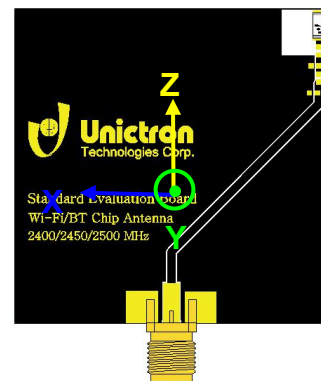 Z
Unictron
Technologies Corp.
X
Standard Evaluation Board
Wi-Fi/BT Chip Antenna
Y
2400/2450/2500 MHz